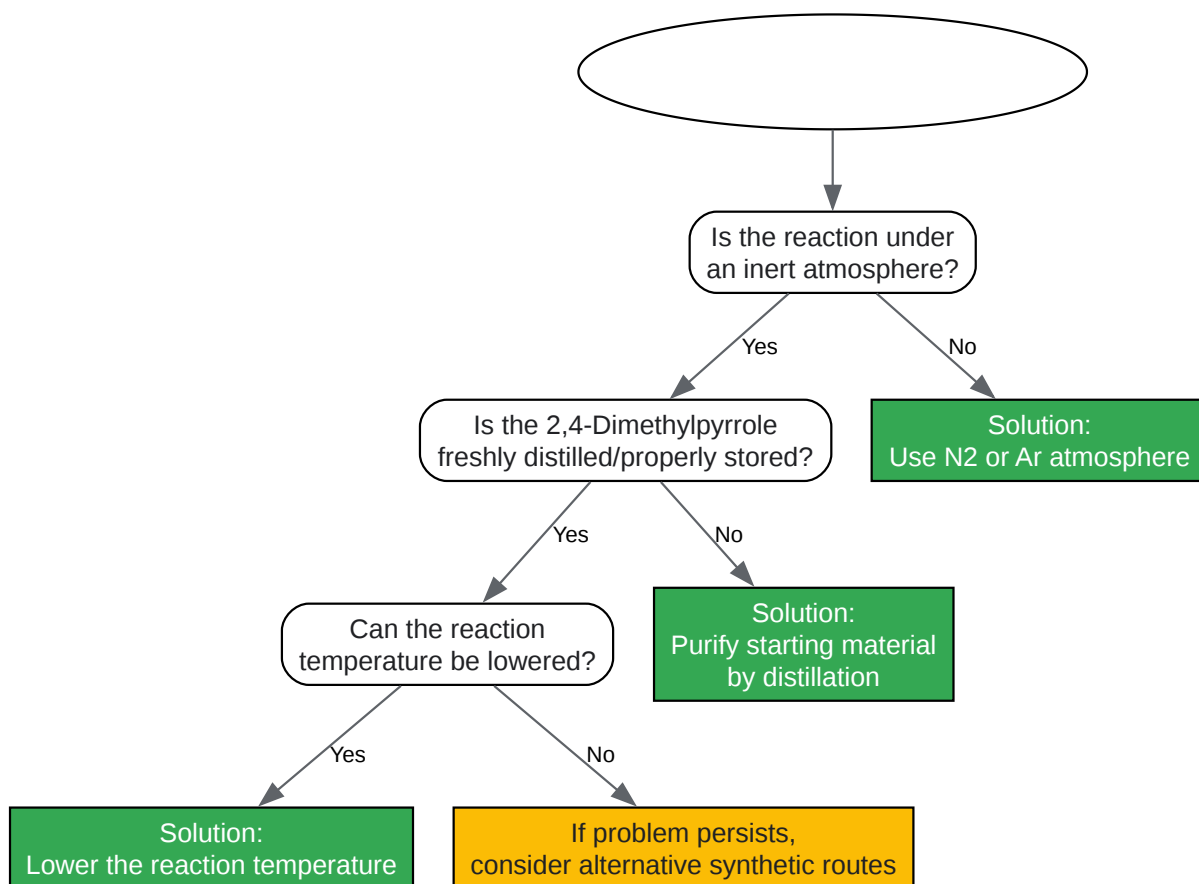 Is the reaction under
an inert atmosphere?
Yes
No
Is the 2,4-Dimethylpyrrole
freshly distilled/properly stored?
Solution:
Use N2 or Ar atmosphere
Yes
No
Can the reaction
temperature be lowered?
Solution:
Purify starting material
by distillation
Yes
No
Solution:
Lower the reaction temperature
If problem persists,
consider alternative synthetic routes